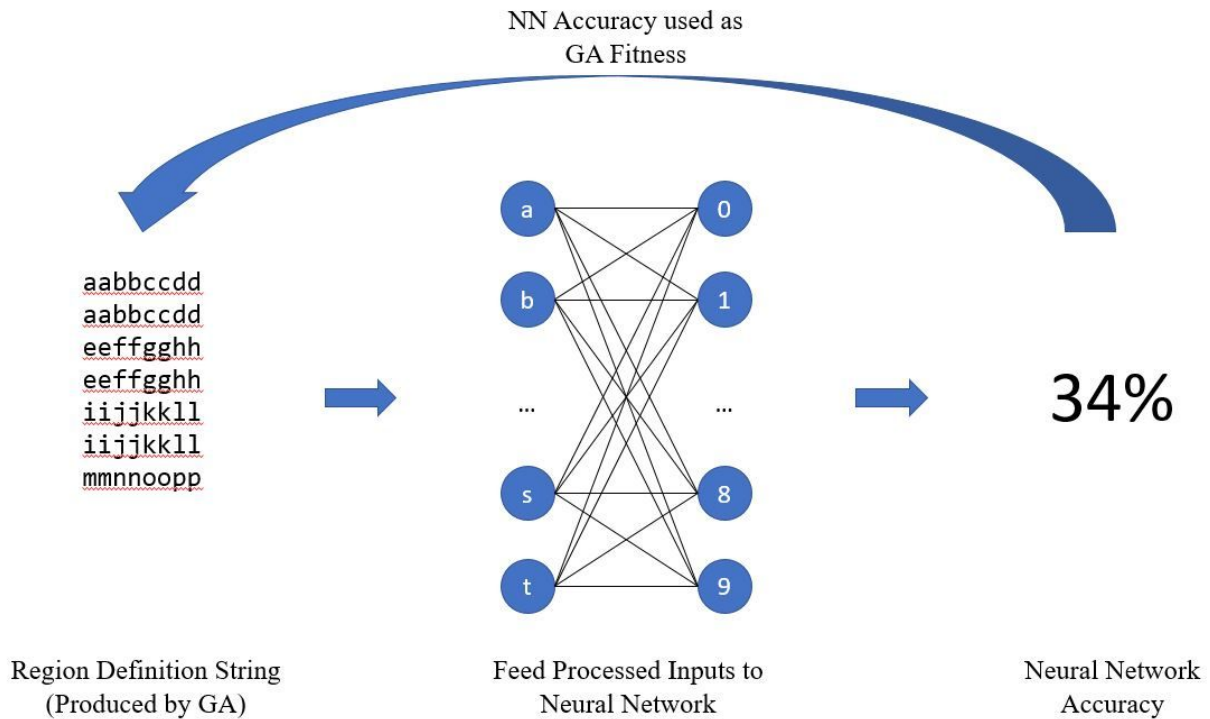 NN Accuracy used as
GA Fitness
aabbccdd
aabbccdd
eeffgghh
eeffgghh
iijjkkll
iijjkkll
mmnnoopp
a
b
...
s
t
0
1
...
8
9
34%
Region Definition String
(Produced by GA)
Feed Processed Inputs to
Neural Network
Neural Network
Accuracy